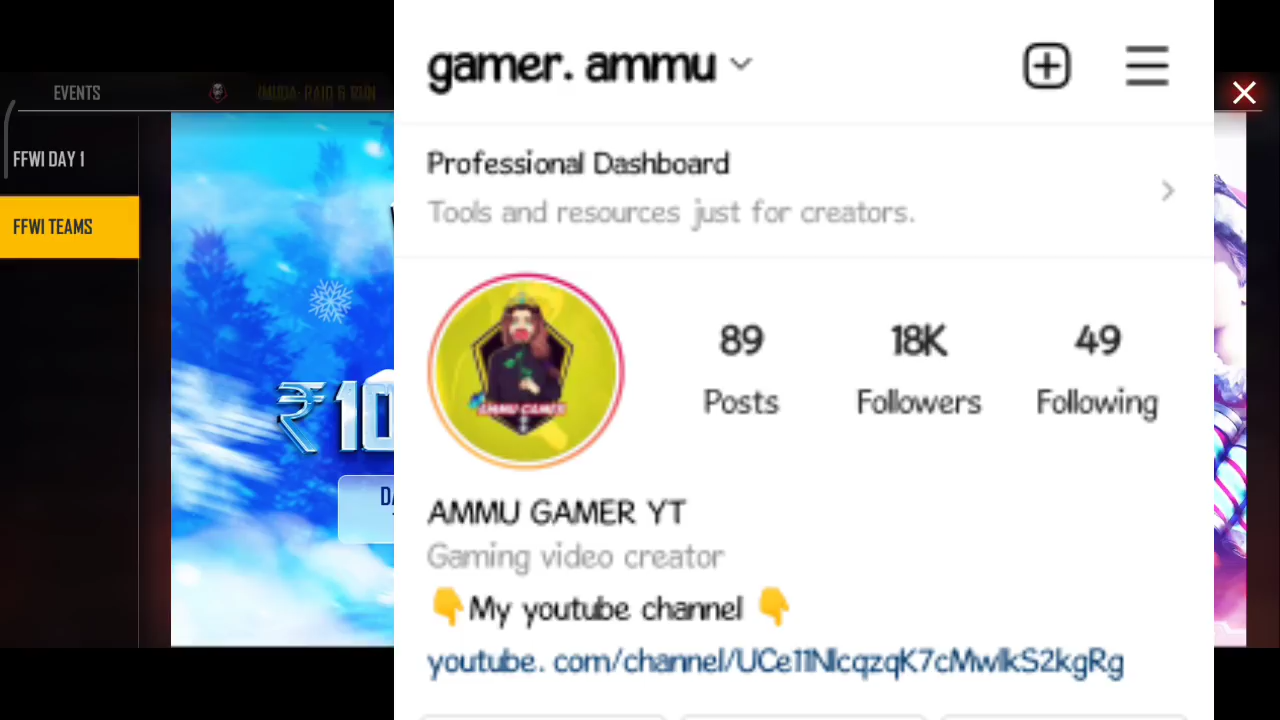 gamer. ammu
EVENTS
FFWI DAY 1
FFWI TEAMS
₹10
Professional Dashboard
Tools and resources just for creators.
89
18K
49
Posts
Followers
Following
AMMU GAMER YT
Gaming video creator
👇My youtube channel 👇
youtube. com/channel/UCe11NlcqzqK7cMwlkS2kgRg